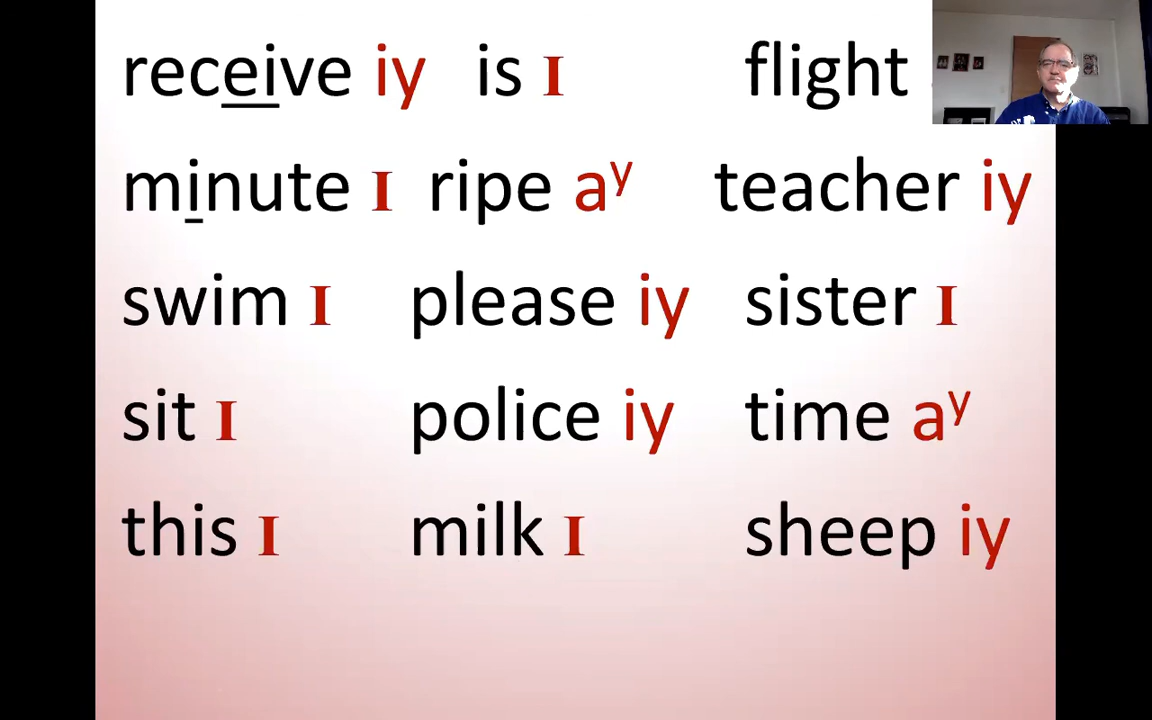 receive iy is I flight
minute I ripe aʸ teacher iy
swim I please iy sister I
sit I police iy time aʸ
this I milk I sheep iy